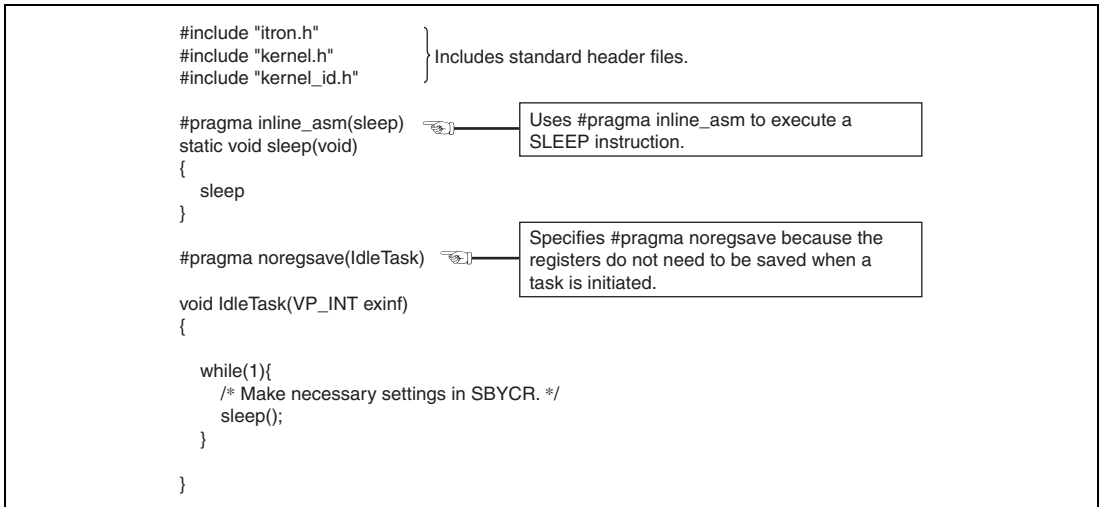 #include "itron.h"
#include "kernel.h"
#include "kernel_id.h"
Includes standard header files.
#pragma inline_asm(sleep)
Uses #pragma inline_asm to execute a
SLEEP instruction.
static void sleep(void)
{
sleep
}
#pragma noregsave(IdleTask)
Specifies #pragma noregsave because the
registers do not need to be saved when a
task is initiated.
void IdleTask(VP_INT exinf)
{
while(1){
/* Make necessary settings in SBYCR. */
sleep();
}
}